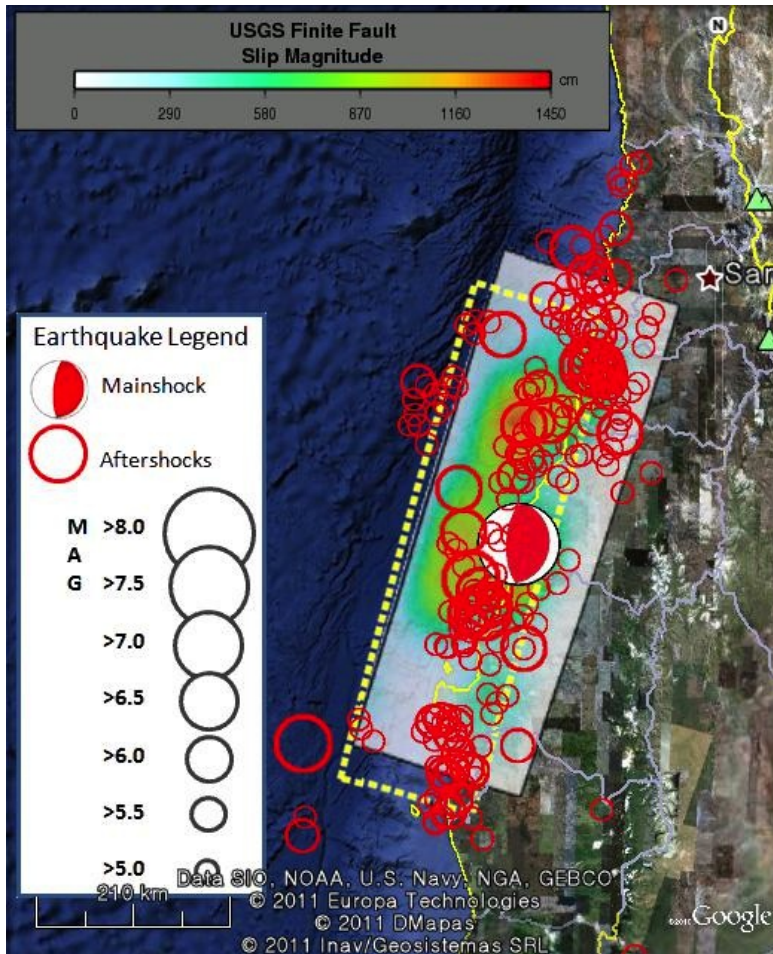 USGS Finite Fault
Slip Magnitude
cm
0 290 580 870 1160 1450
N
San
Earthquake Legend
Mainshock
Aftershocks
M
A
G
>8.0
>7.5
>7.0
>6.5
>6.0
>5.5
>5.0
210 km
Data SIO, NOAA, U.S. Navy, NGA, GEBCO
© 2011 Europa Technologies
© 2011 DMapas
© 2011 Inav/Geosistemas SRL
©2010 Google